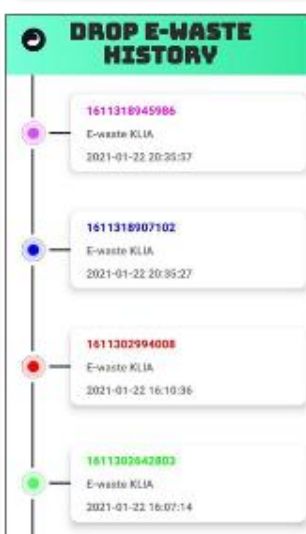 DROP E-WASTE
HISTORY
1611318945986
E-waste KLIA
2021-01-22 20:35:57
1611318907102
E-waste KLIA
2021-01-22 20:35:27
1611302994008
E-waste KLIA
2021-01-22 16:10:36
1611302642803
E-waste KLIA
2021-01-22 16:07:14